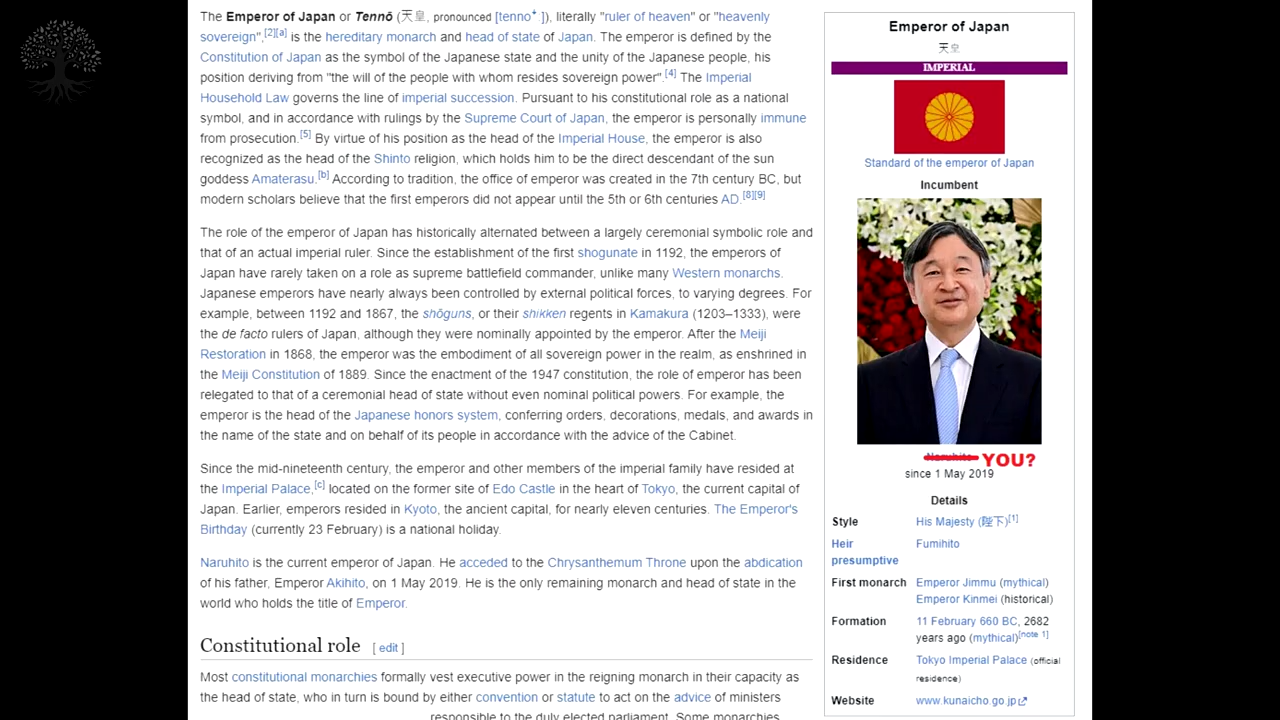 The Emperor of Japan or Tennō (天皇, pronounced [tennoꜜː]), literally "ruler of heaven" or "heavenly
sovereign",[2][a] is the hereditary monarch and head of state of Japan. The emperor is defined by the
Constitution of Japan as the symbol of the Japanese state and the unity of the Japanese people, his
position deriving from "the will of the people with whom resides sovereign power".[4] The Imperial
Household Law governs the line of imperial succession. Pursuant to his constitutional role as a national
symbol, and in accordance with rulings by the Supreme Court of Japan, the emperor is personally immune
from prosecution.[5] By virtue of his position as the head of the Imperial House, the emperor is also
recognized as the head of the Shinto religion, which holds him to be the direct descendant of the sun
goddess Amaterasu.[b] According to tradition, the office of emperor was created in the 7th century BC, but
modern scholars believe that the first emperors did not appear until the 5th or 6th centuries AD.[8][9]
The role of the emperor of Japan has historically alternated between a largely ceremonial symbolic role and
that of an actual imperial ruler. Since the establishment of the first shogunate in 1192, the emperors of
Japan have rarely taken on a role as supreme battlefield commander, unlike many Western monarchs.
Japanese emperors have nearly always been controlled by external political forces, to varying degrees. For
example, between 1192 and 1867, the shōguns, or their shikken regents in Kamakura (1203–1333), were
the de facto rulers of Japan, although they were nominally appointed by the emperor. After the Meiji
Restoration in 1868, the emperor was the embodiment of all sovereign power in the realm, as enshrined in
the Meiji Constitution of 1889. Since the enactment of the 1947 constitution, the role of emperor has been
relegated to that of a ceremonial head of state without even nominal political powers. For example, the
emperor is the head of the Japanese honors system, conferring orders, decorations, medals, and awards in
the name of the state and on behalf of its people in accordance with the advice of the Cabinet.
Since the mid-nineteenth century, the emperor and other members of the imperial family have resided at
the Imperial Palace,[c] located on the former site of Edo Castle in the heart of Tokyo, the current capital of
Japan. Earlier, emperors resided in Kyoto, the ancient capital, for nearly eleven centuries. The Emperor's
Birthday (currently 23 February) is a national holiday.
Naruhito is the current emperor of Japan. He acceded to the Chrysanthemum Throne upon the abdication
of his father, Emperor Akihito, on 1 May 2019. He is the only remaining monarch and head of state in the
world who holds the title of Emperor.
Constitutional role [ edit ]
Most constitutional monarchies formally vest executive power in the reigning monarch in their capacity as
the head of state, who in turn is bound by either convention or statute to act on the advice of ministers
responsible to the duly elected parliament. Some monarchies
Emperor of Japan
天皇
IMPERIAL
Standard of the emperor of Japan
Incumbent
Naruhito YOU?
since 1 May 2019
Details
Style His Majesty (陛下)[1]
Heir presumptive Fumihito
First monarch Emperor Jimmu (mythical)
Emperor Kinmei (historical)
Formation 11 February 660 BC, 2682
years ago (mythical)[note 1]
Residence Tokyo Imperial Palace (official
residence)
Website www.kunaicho.go.jp